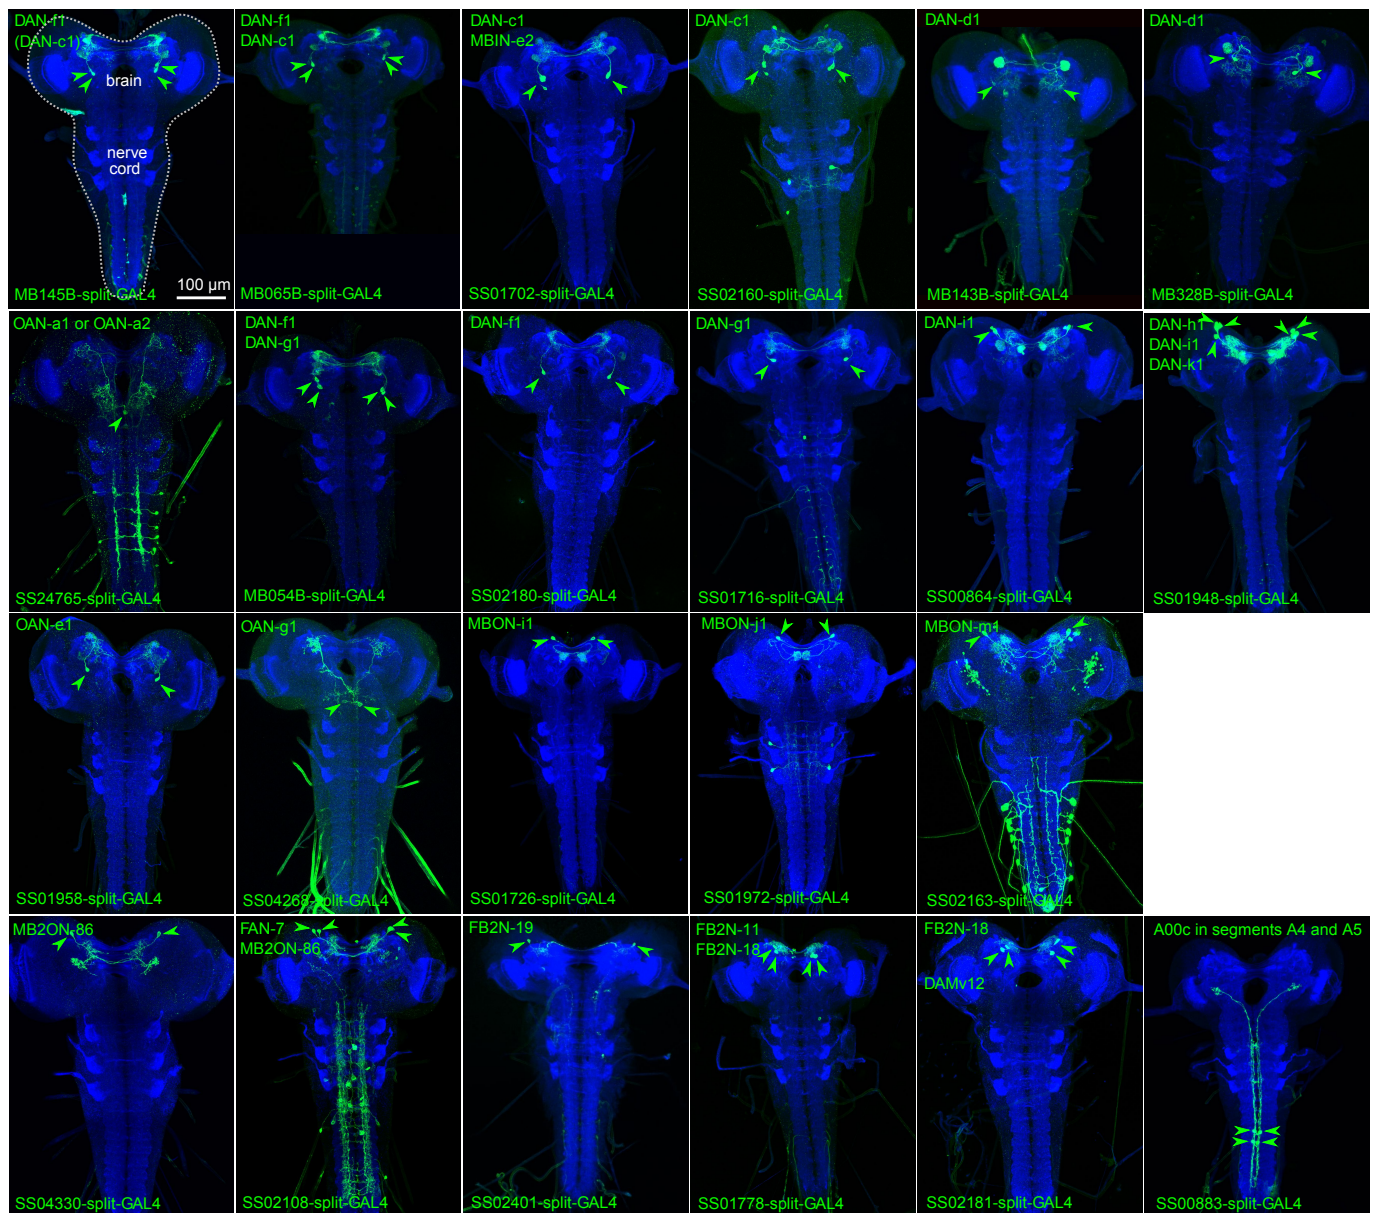 DAN-f1
(DAN-c1)
brain
nerve
cord
100 µm
MB145B-split-GAL4
DAN-f1
DAN-c1
MB065B-split-GAL4
DAN-c1
MBIN-e2
SS01702-split-GAL4
DAN-c1
SS02160-split-GAL4
DAN-d1
MB143B-split-GAL4
DAN-d1
MB328B-split-GAL4
OAN-a1 or OAN-a2
SS24765-split-GAL4
DAN-f1
DAN-g1
MB054B-split-GAL4
DAN-f1
SS02180-split-GAL4
DAN-g1
SS01716-split-GAL4
DAN-i1
SS00864-split-GAL4
DAN-h1
DAN-i1
DAN-k1
SS01948-split-GAL4
OAN-e1
SS01958-split-GAL4
OAN-g1
SS04268-split-GAL4
MBON-i1
SS01726-split-GAL4
MBON-j1
SS01972-split-GAL4
MBON-m1
SS02163-split-GAL4
MB2ON-86
SS04330-split-GAL4
FAN-7
MB2ON-86
SS02108-split-GAL4
FB2N-19
SS02401-split-GAL4
FB2N-11
FB2N-18
SS01778-split-GAL4
FB2N-18
DAMv12
SS02181-split-GAL4
A00c in segments A4 and A5
SS00883-split-GAL4